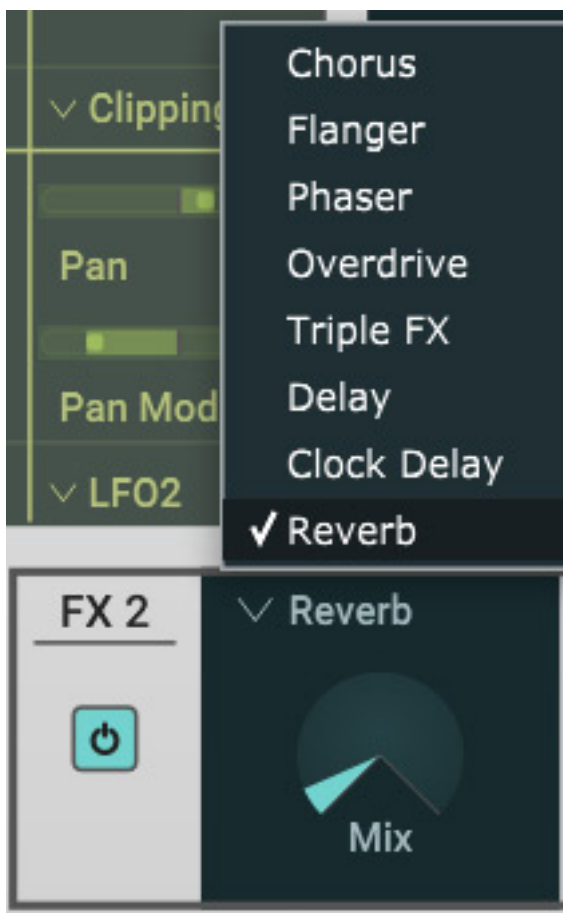 Clipping
Pan
Pan Mod
LFO2
Chorus
Flanger
Phaser
Overdrive
Triple FX
Delay
Clock Delay
Reverb
FX 2
Reverb
Mix